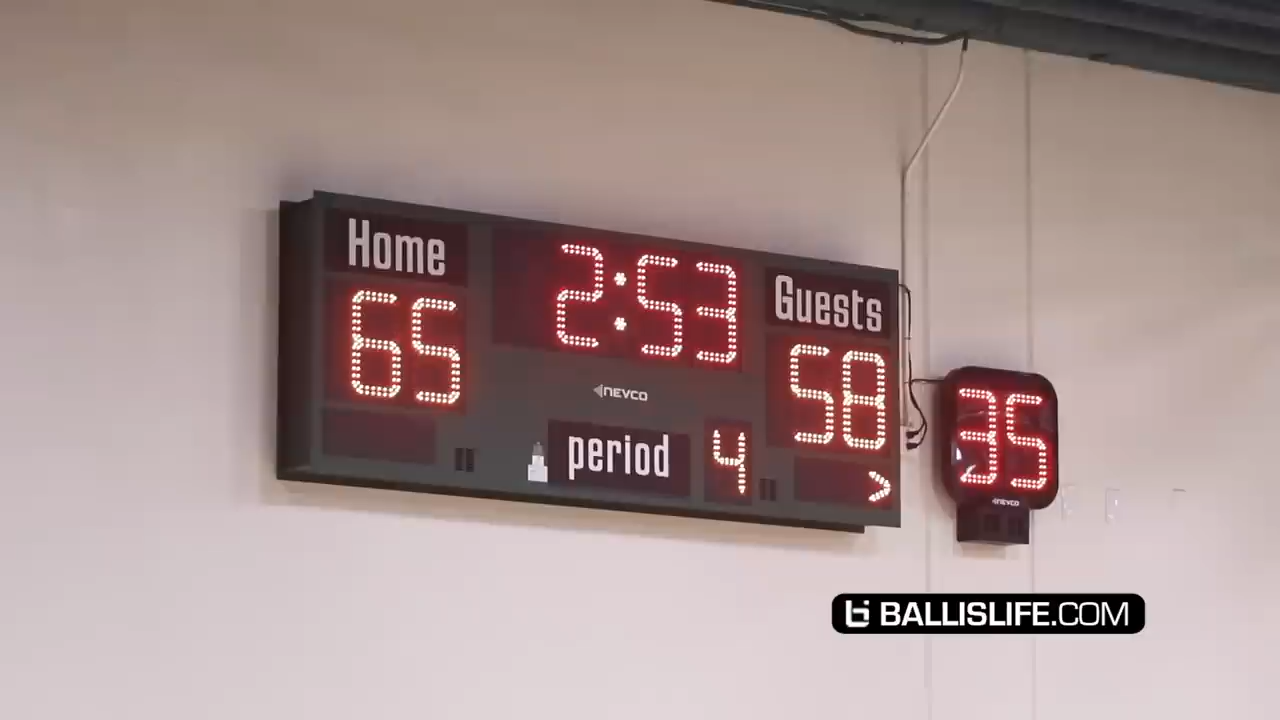 Home
2:53
Guests
65
58
NEVCO
period
4
>
35
NEVCO
BALLISLIFE.COM